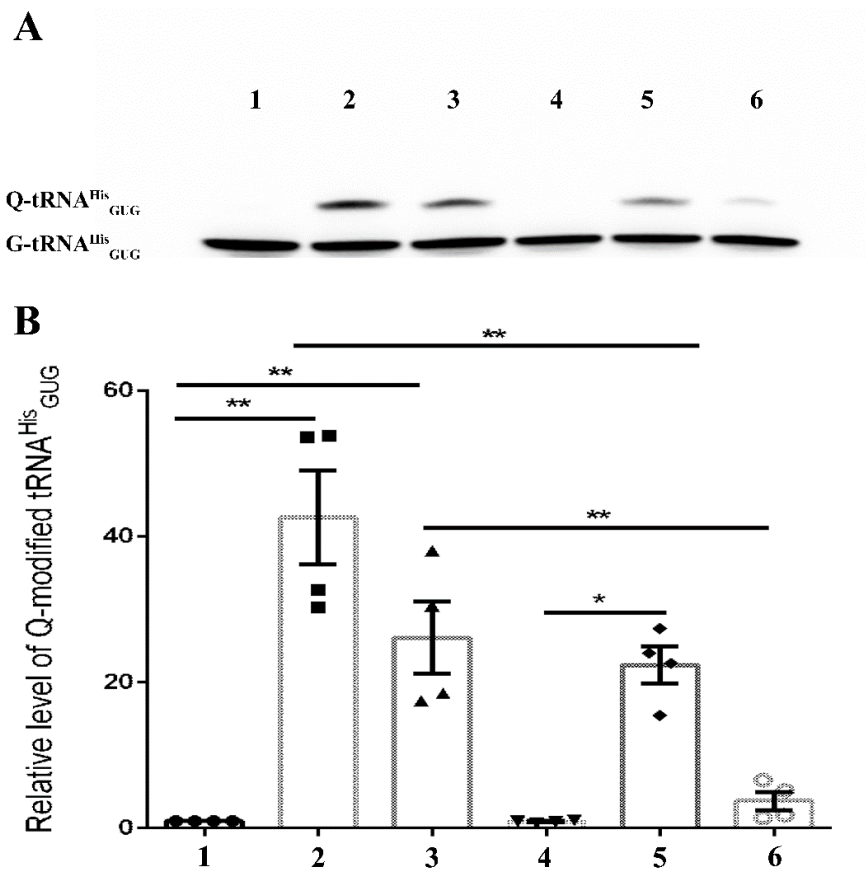 A
1 2 3 4 5 6
Q-tRNAHisGUG
G-tRNAHisGUG
B
**
**
**
**
*
Relative level of Q-modified tRNAHisGUG
60
40
20
0
1 2 3 4 5 6